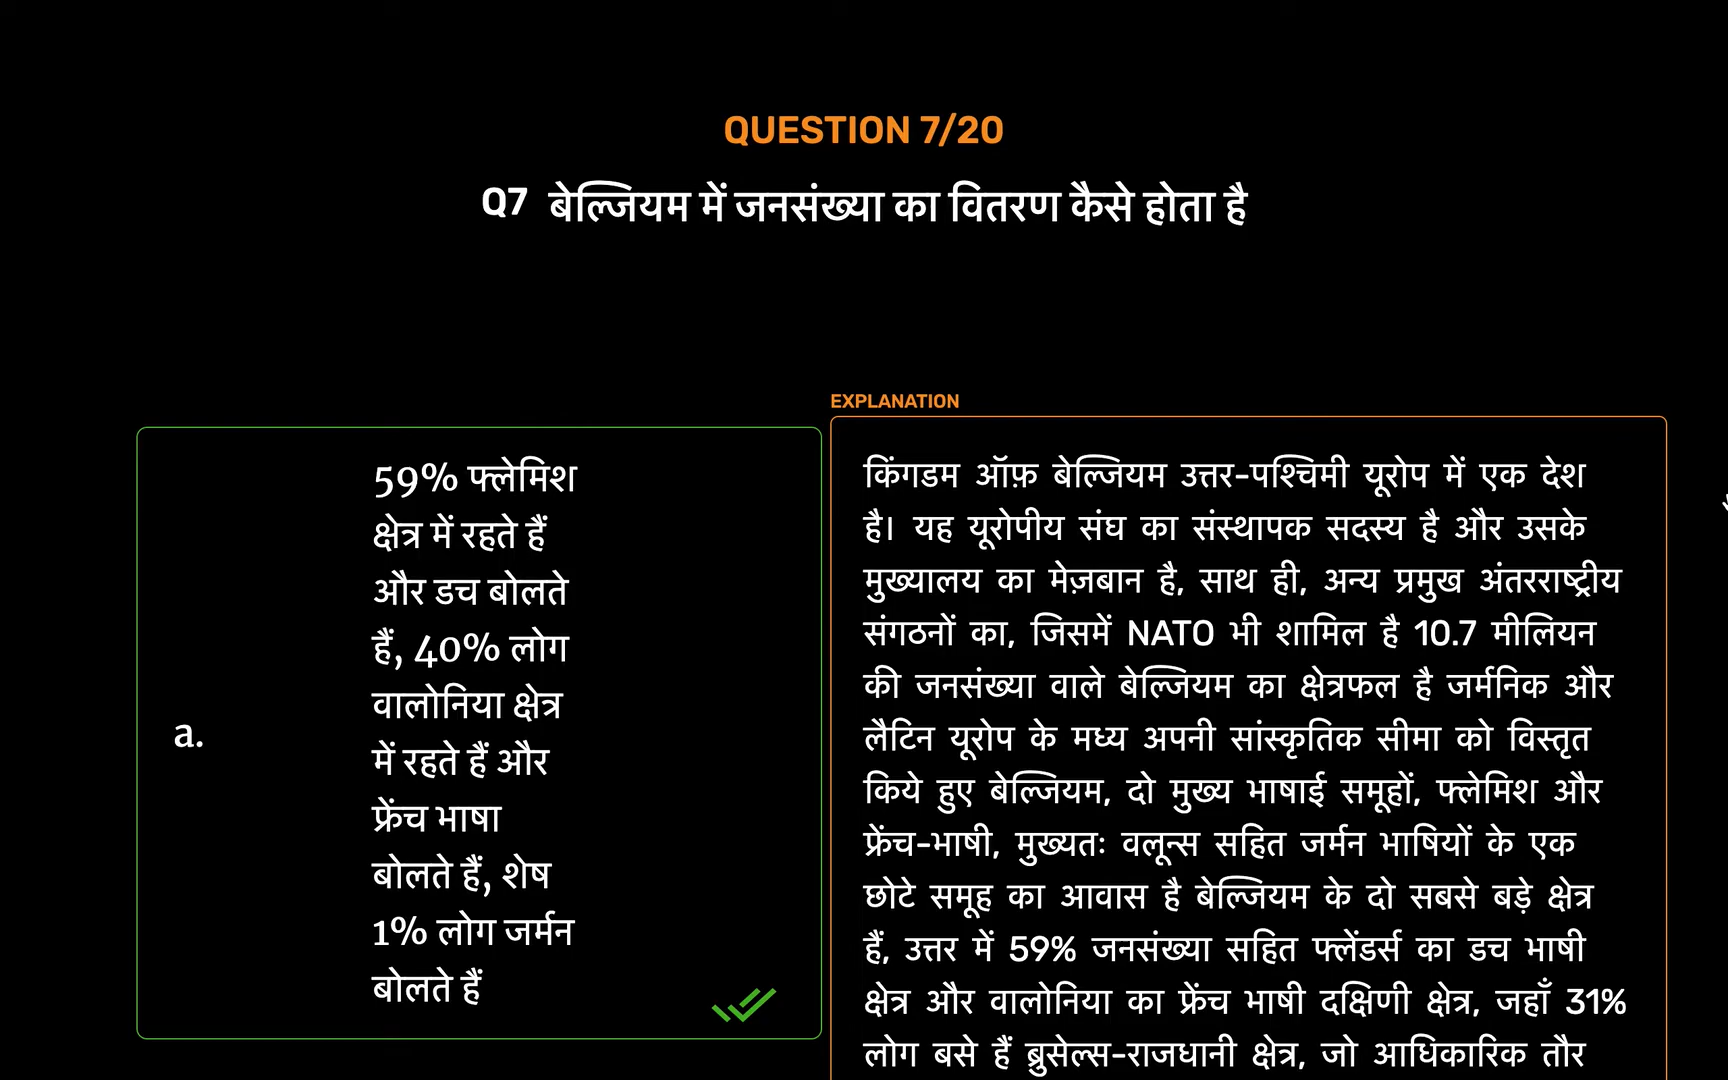 QUESTION 7/20
Q7 बेल्जियम में जनसंख्या का वितरण कैसे होता है
EXPLANATION
a.
59% फ्लेमिश
क्षेत्र में रहते हैं
और डच बोलते
हैं, 40% लोग
वालोनिया क्षेत्र
में रहते हैं और
फ्रेंच भाषा
बोलते हैं, शेष
1% लोग जर्मन
बोलते हैं
किंगडम ऑफ़ बेल्जियम उत्तर-पश्चिमी यूरोप में एक देश
है। यह यूरोपीय संघ का संस्थापक सदस्य है और उसके
मुख्यालय का मेज़बान है, साथ ही, अन्य प्रमुख अंतरराष्ट्रीय
संगठनों का, जिसमें NATO भी शामिल है 10.7 मीलियन
की जनसंख्या वाले बेल्जियम का क्षेत्रफल है जर्मनिक और
लैटिन यूरोप के मध्य अपनी सांस्कृतिक सीमा को विस्तृत
किये हुए बेल्जियम, दो मुख्य भाषाई समूहों, फ्लेमिश और
फ्रेंच-भाषी, मुख्यतः वलून्स सहित जर्मन भाषियों के एक
छोटे समूह का आवास है बेल्जियम के दो सबसे बड़े क्षेत्र
हैं, उत्तर में 59% जनसंख्या सहित फ्लेंडर्स का डच भाषी
क्षेत्र और वालोनिया का फ्रेंच भाषी दक्षिणी क्षेत्र, जहाँ 31%
लोग बसे हैं ब्रुसेल्स-राजधानी क्षेत्र, जो आधिकारिक तौर